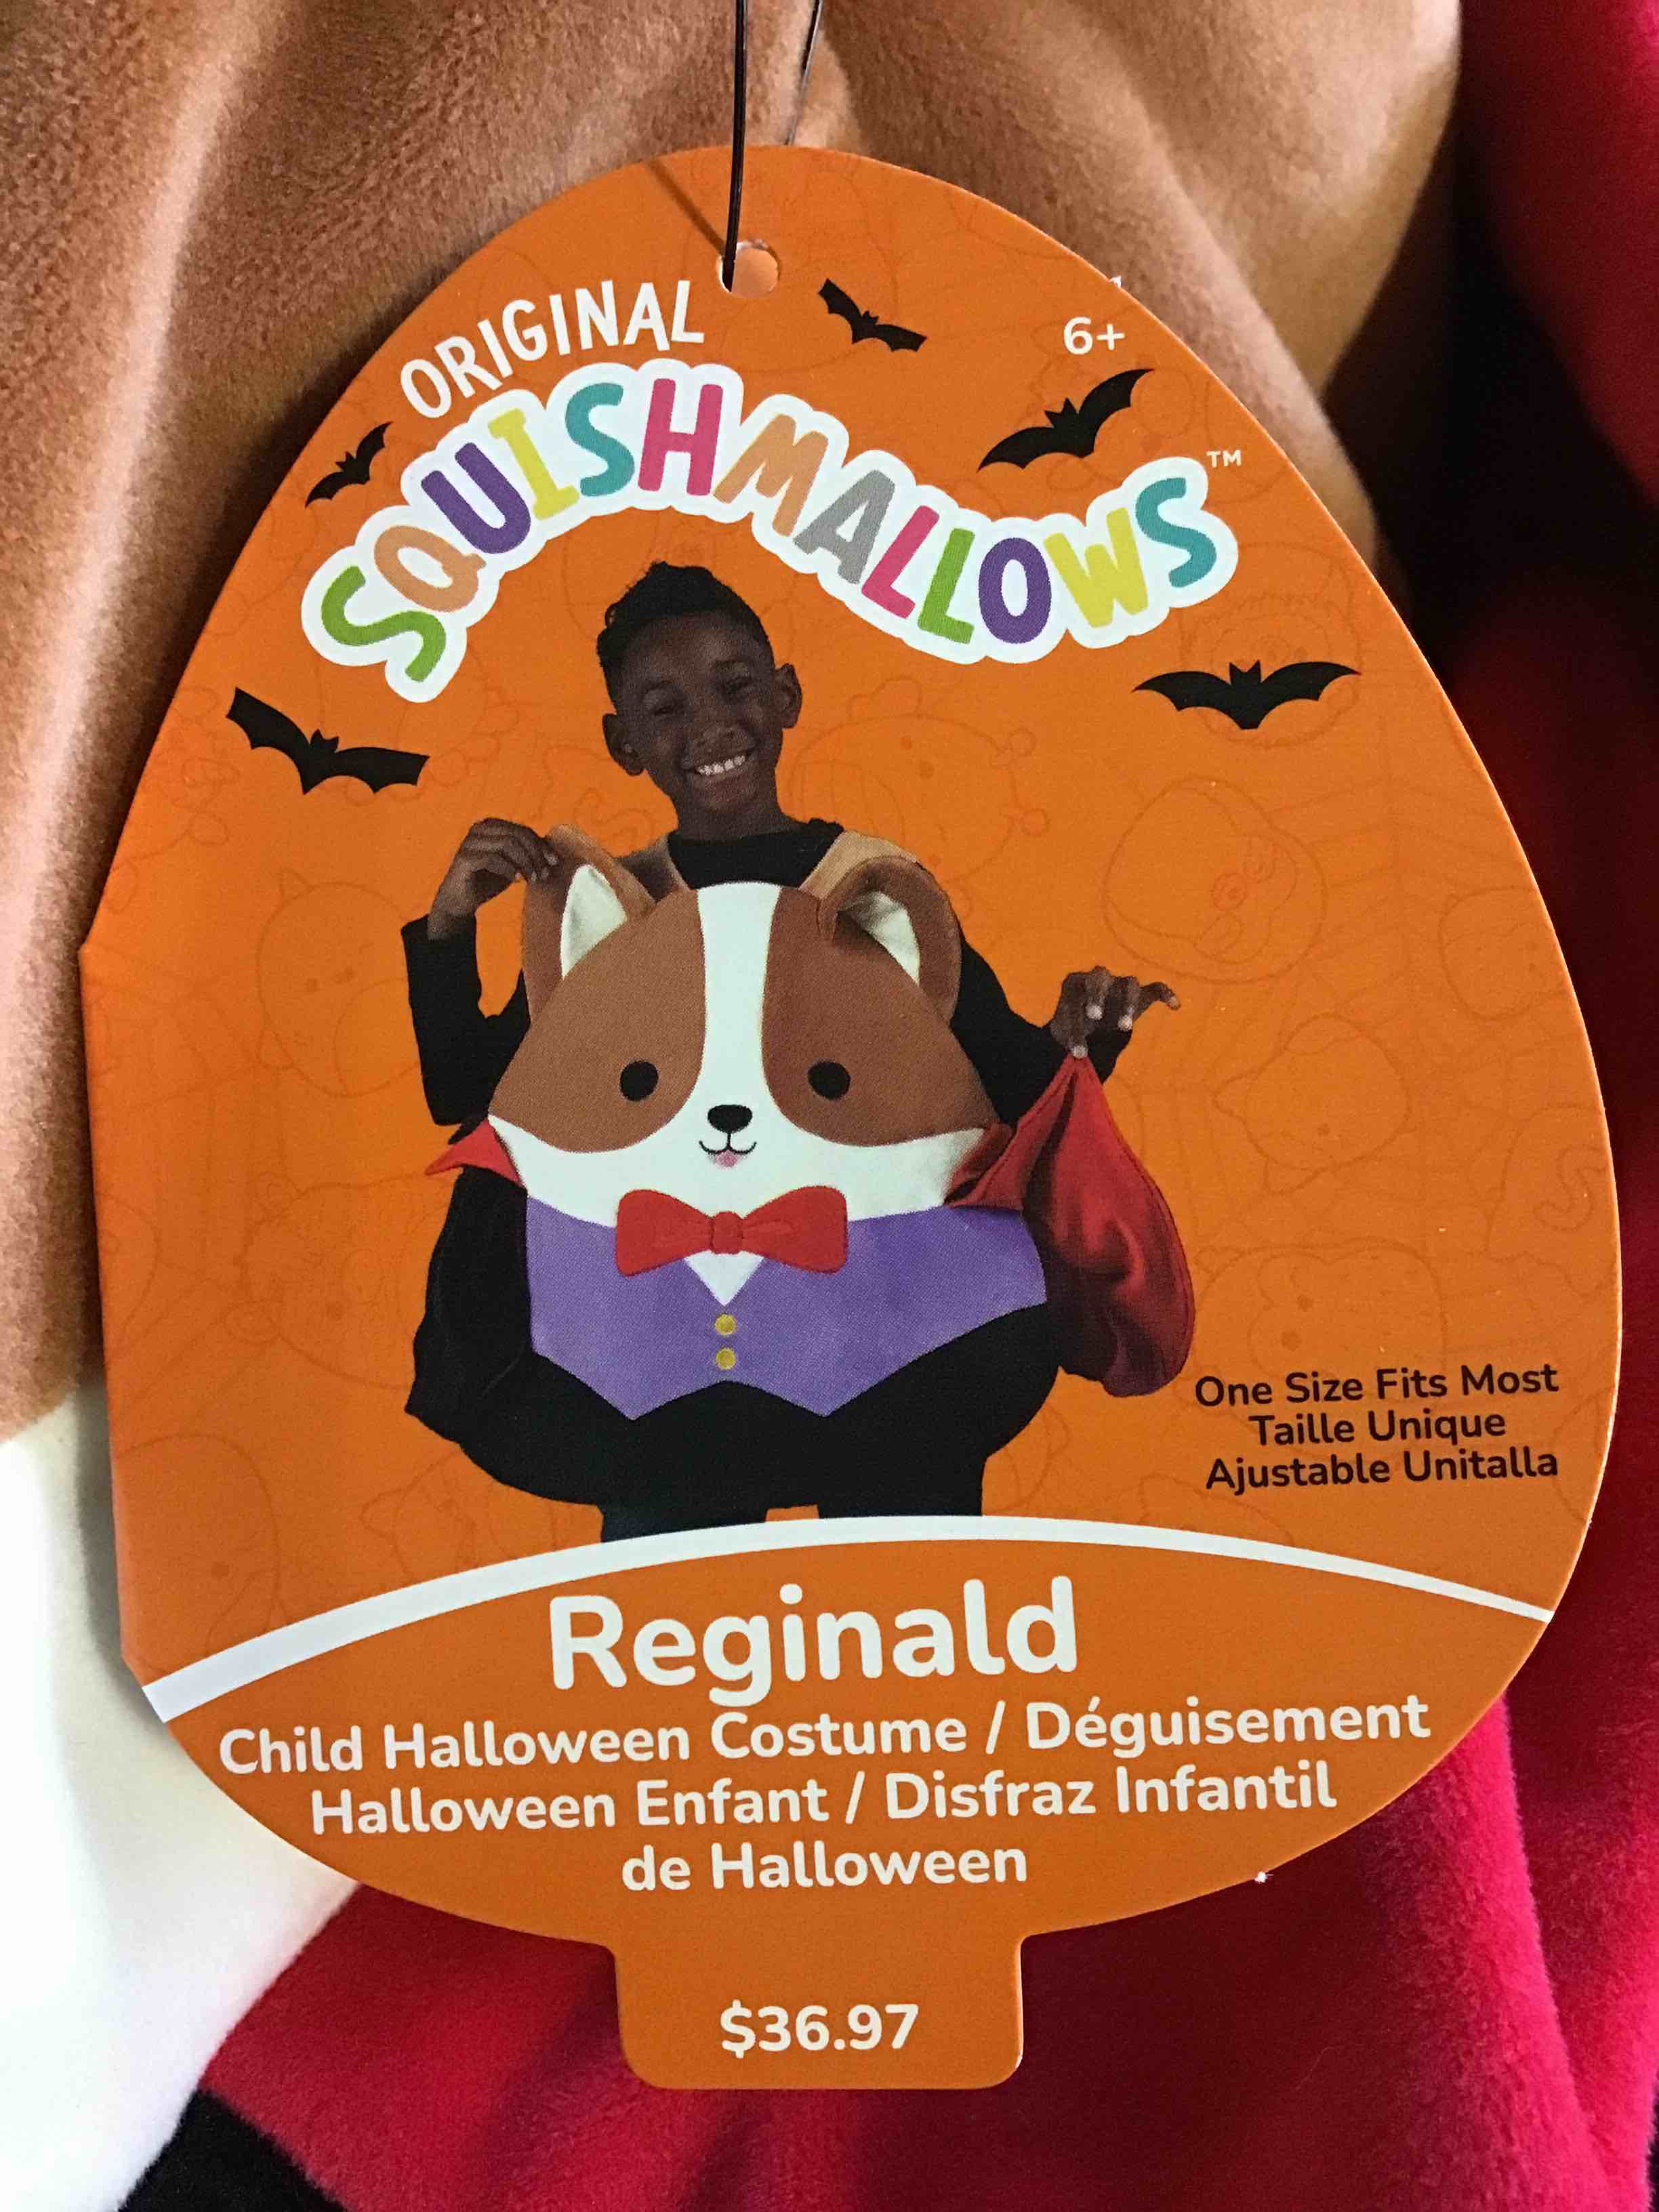 ORIGINAL
6+
SQUISHMALLOWS™
One Size Fits Most
Taille Unique
Ajustable Unitalla
Reginald
Child Halloween Costume / Déguisement
Halloween Enfant / Disfraz Infantil
de Halloween
$36.97